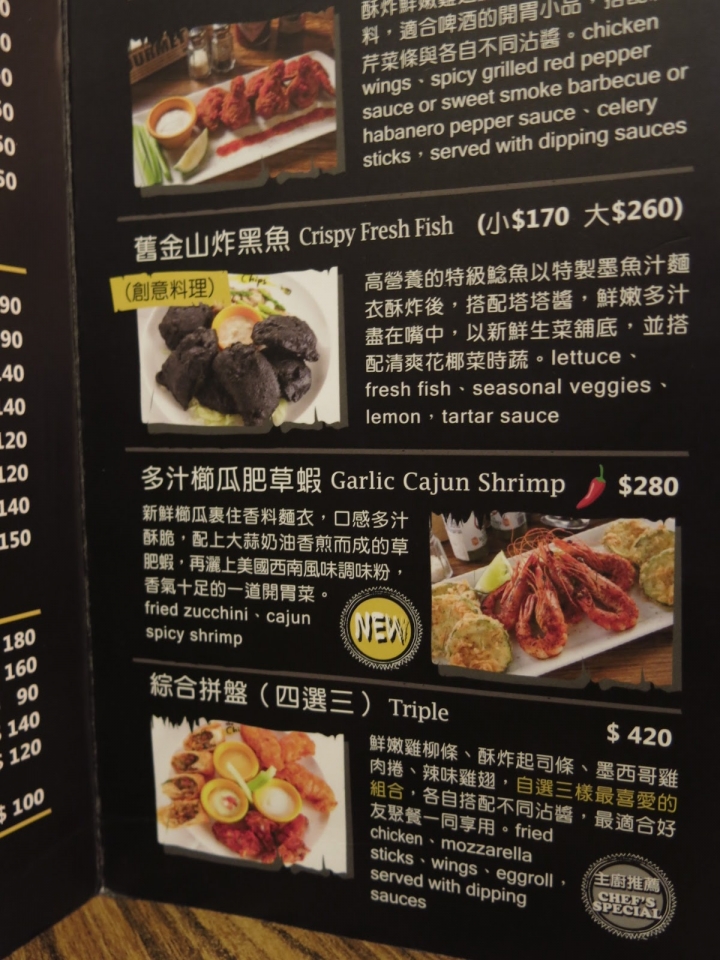 0
0
0
50
50
50
90
90
140
140
120
120
140
150
180
160
90
140
$ 120
$ 100
酥炸鮮嫩雞
料，適合啤酒的開胃小品，搭配
芹菜條與各自不同沾醬。chicken
wings、spicy grilled red pepper
sauce or sweet smoke barbecue or
habanero pepper sauce、celery
sticks，served with dipping sauces
舊金山炸黑魚 Crispy Fresh Fish (小$170 大$260)
(創意料理)
Chips
高營養的特級鯰魚以特製墨魚汁麵
衣酥炸後，搭配塔塔醬，鮮嫩多汁
盡在嘴中，以新鮮生菜舖底，並搭
配清爽花椰菜時蔬。lettuce、
fresh fish、seasonal veggies、
lemon，tartar sauce
多汁櫛瓜肥草蝦 Garlic Cajun Shrimp $280
新鮮櫛瓜裹住香料麵衣，口感多汁
酥脆，配上大蒜奶油香煎而成的草
肥蝦，再灑上美國西南風味調味粉，
香氣十足的一道開胃菜。
fried zucchini、cajun
spicy shrimp
NEW
綜合拼盤（四選三）Triple
$ 420
鮮嫩雞柳條、酥炸起司條、墨西哥雞
肉捲、辣味雞翅，自選三樣最喜愛的
組合，各自搭配不同沾醬，最適合好
友聚餐一同享用。fried
chicken、mozzarella
sticks、wings、eggroll，
served with dipping
sauces
主廚推薦
CHEF'S
SPECIAL